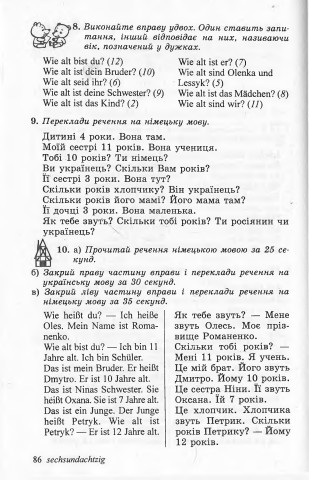 8. Виконайте вправу удвох. Один ставить запи-
тання, інший відповідає на них, називаючи
вік, позначений у дужках.
Wie alt bist du? (12)
Wie alt ist dein Bruder? (10)
Wie alt seid ihr? (6)
Wie alt ist deine Schwester? (9)
Wie alt ist das Kind? (2)
Wie alt ist er? (7)
Wie alt sind Olenka und
Lessyk? (5)
Wie alt ist das Mädchen? (8)
Wie alt sind wir? (11)
9. Переклади речення на німецьку мову.
Дитині 4 роки. Вона там.
Моїй сестрі 11 років. Вона учениця.
Тобі 10 років? Ти німець?
Ви українець? Скільки Вам років?
Її сестрі 3 роки. Вона тут?
Скільки років хлопчику? Він українець?
Скільки років його мамі? Його мама там?
Її дочці 3 роки. Вона маленька.
Як тебе звуть? Скільки тобі років? Ти росіянин чи
українець?
10. а) Прочитай речення німецькою мовою за 25 се-
кунд.
б) Закрий праву частину вправи і переклади речення на
українську мову за 30 секунд.
в) Закрий ліву частину вправи і переклади речення на
німецьку мову за 35 секунд.
Wie heißt du? — Ich heiße
Oles. Mein Name ist Roma-
nenko.
Wie alt bist du? — Ich bin 11
Jahre alt. Ich bin Schüler.
Das ist mein Bruder. Er heißt
Dmytro. Er ist 10 Jahre alt.
Das ist Ninas Schwester. Sie
heißt Oxana. Sie ist 7 Jahre alt.
Das ist ein Junge. Der Junge
heißt Petryk. Wie alt ist
Petryk? — Er ist 12 Jahre alt.
Як тебе звуть? — Мене
звуть Олесь. Моє пріз-
вище Романенко.
Скільки тобі років? —
Мені 11 років. Я учень.
Це мій брат. Його звуть
Дмитро. Йому 10 років.
Це сестра Ніни. Її звуть
Оксана. Їй 7 років.
Це хлопчик. Хлопчика
звуть Петрик. Скільки
років Петрику? — Йому
12 років.
86 sechsundachtzig